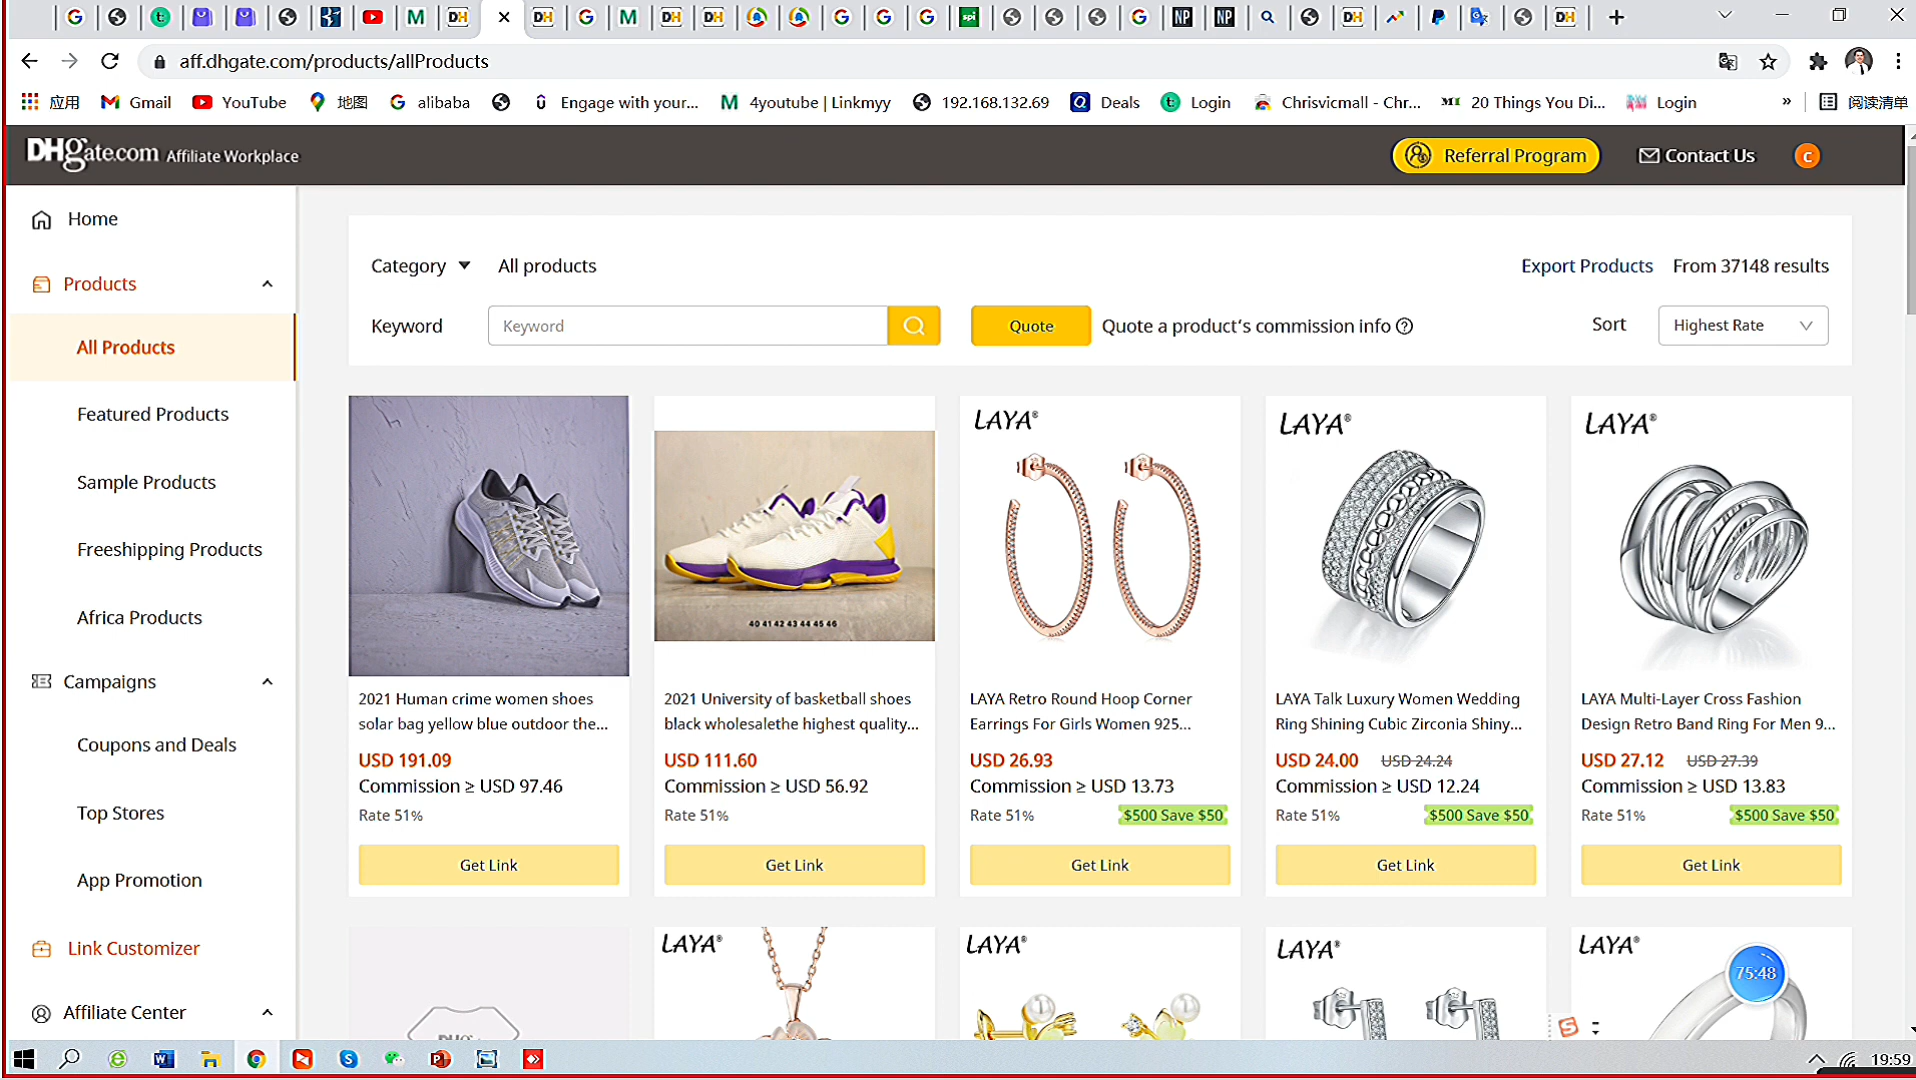 aff.dhgate.com/products/allProducts
应用
Gmail
YouTube
地图
alibaba
Engage with your...
4youtube | Linkmyy
192.168.132.69
Deals
Login
Chrisvicmall - Chr...
20 Things You Di...
Login
»
阅读清单
DHgate.com Affiliate Workplace
Referral Program
Contact Us
c
Home
Products
All Products
Featured Products
Sample Products
Freeshipping Products
Africa Products
Campaigns
Coupons and Deals
Top Stores
App Promotion
Link Customizer
Affiliate Center
Category
All products
Export Products
From 37148 results
Keyword
Keyword
Quote
Quote a product‘s commission info
Sort
Highest Rate
40 41 42 43 44 45 46
LAYA®
LAYA®
LAYA®
2021 Human crime women shoes
solar bag yellow blue outdoor the...
USD 191.09
Commission ≥ USD 97.46
Rate 51%
Get Link
2021 University of basketball shoes
black wholesalethe highest quality...
USD 111.60
Commission ≥ USD 56.92
Rate 51%
Get Link
LAYA Retro Round Hoop Corner
Earrings For Girls Women 925...
USD 26.93
Commission ≥ USD 13.73
Rate 51%
$500 Save $50
Get Link
LAYA Talk Luxury Women Wedding
Ring Shining Cubic Zirconia Shiny...
USD 24.00 USD 24.24
Commission ≥ USD 12.24
Rate 51%
$500 Save $50
Get Link
LAYA Multi-Layer Cross Fashion
Design Retro Band Ring For Men 9...
USD 27.12 USD 27.39
Commission ≥ USD 13.83
Rate 51%
$500 Save $50
Get Link
LAYA®
LAYA®
LAYA®
LAYA®
75:48
19:59